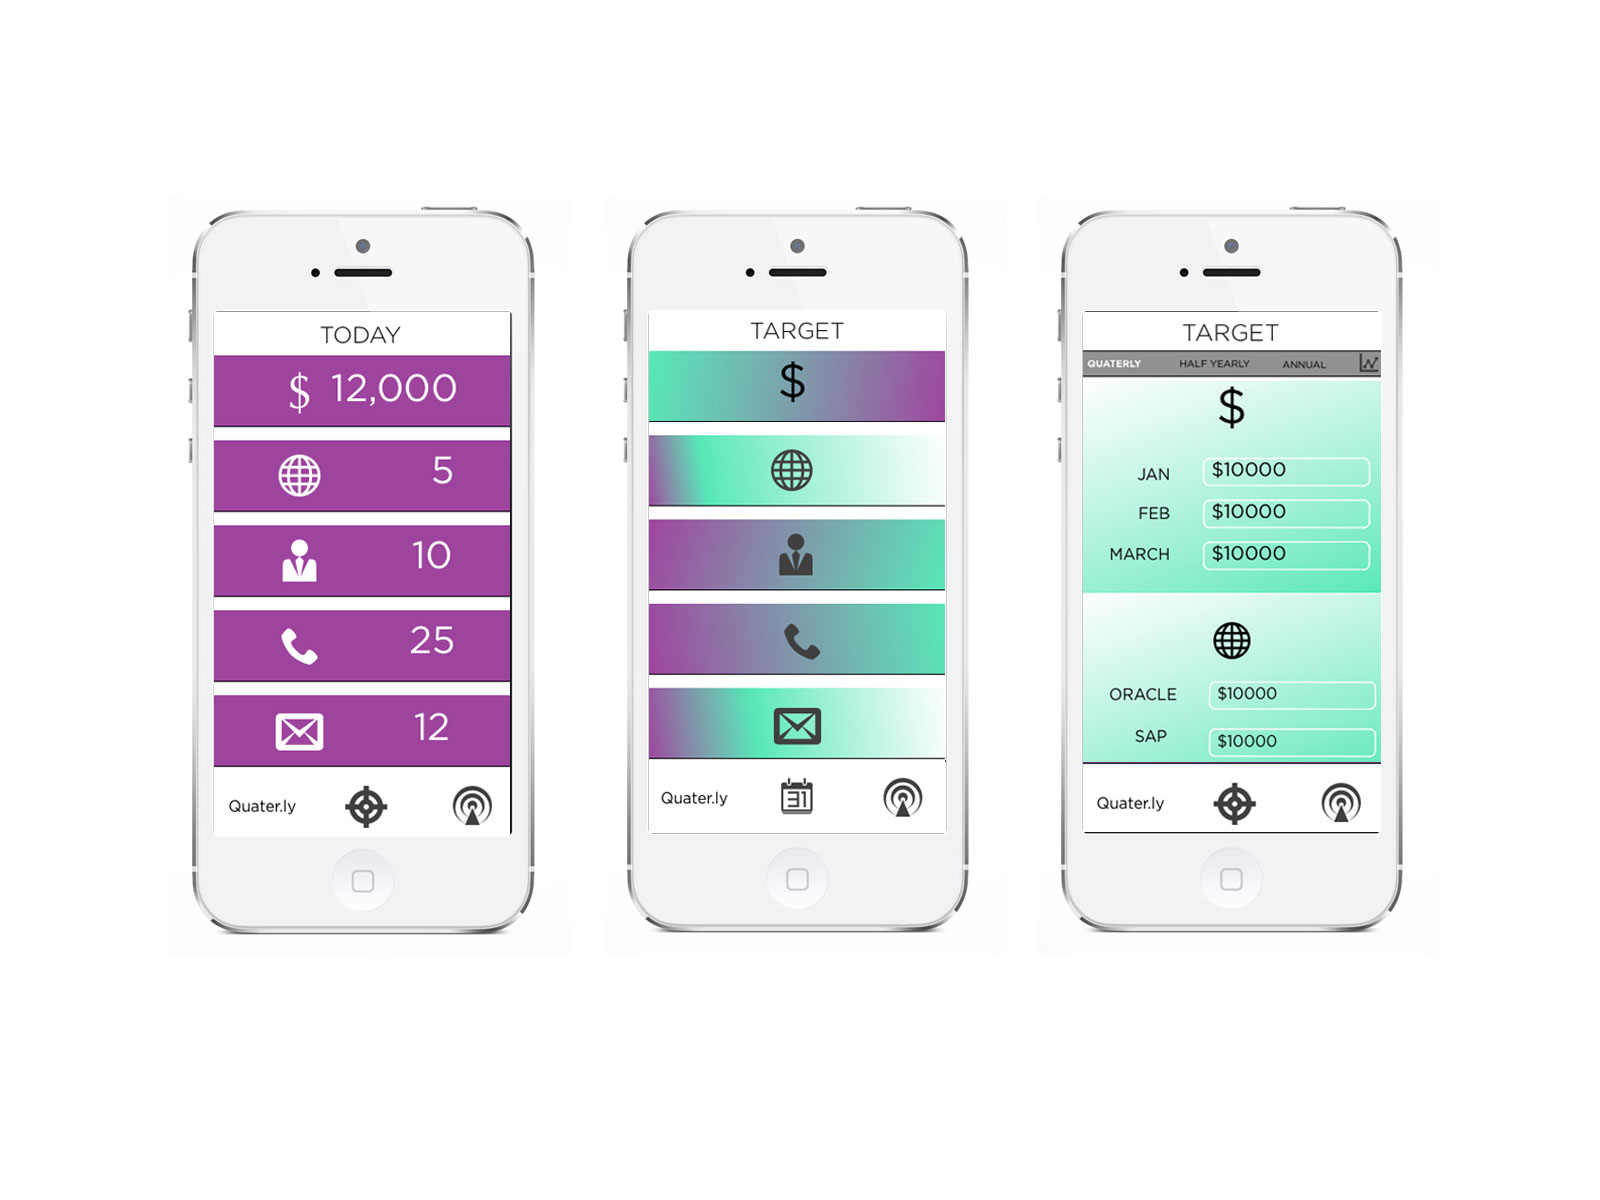 TODAY
$ 12,000
5
10
25
12
Quater.ly
TARGET
$
31
Quater.ly
TARGET
QUATERLY HALF YEARLY ANNUAL
$
JAN $10000
FEB $10000
MARCH $10000
ORACLE $10000
SAP $10000
Quater.ly